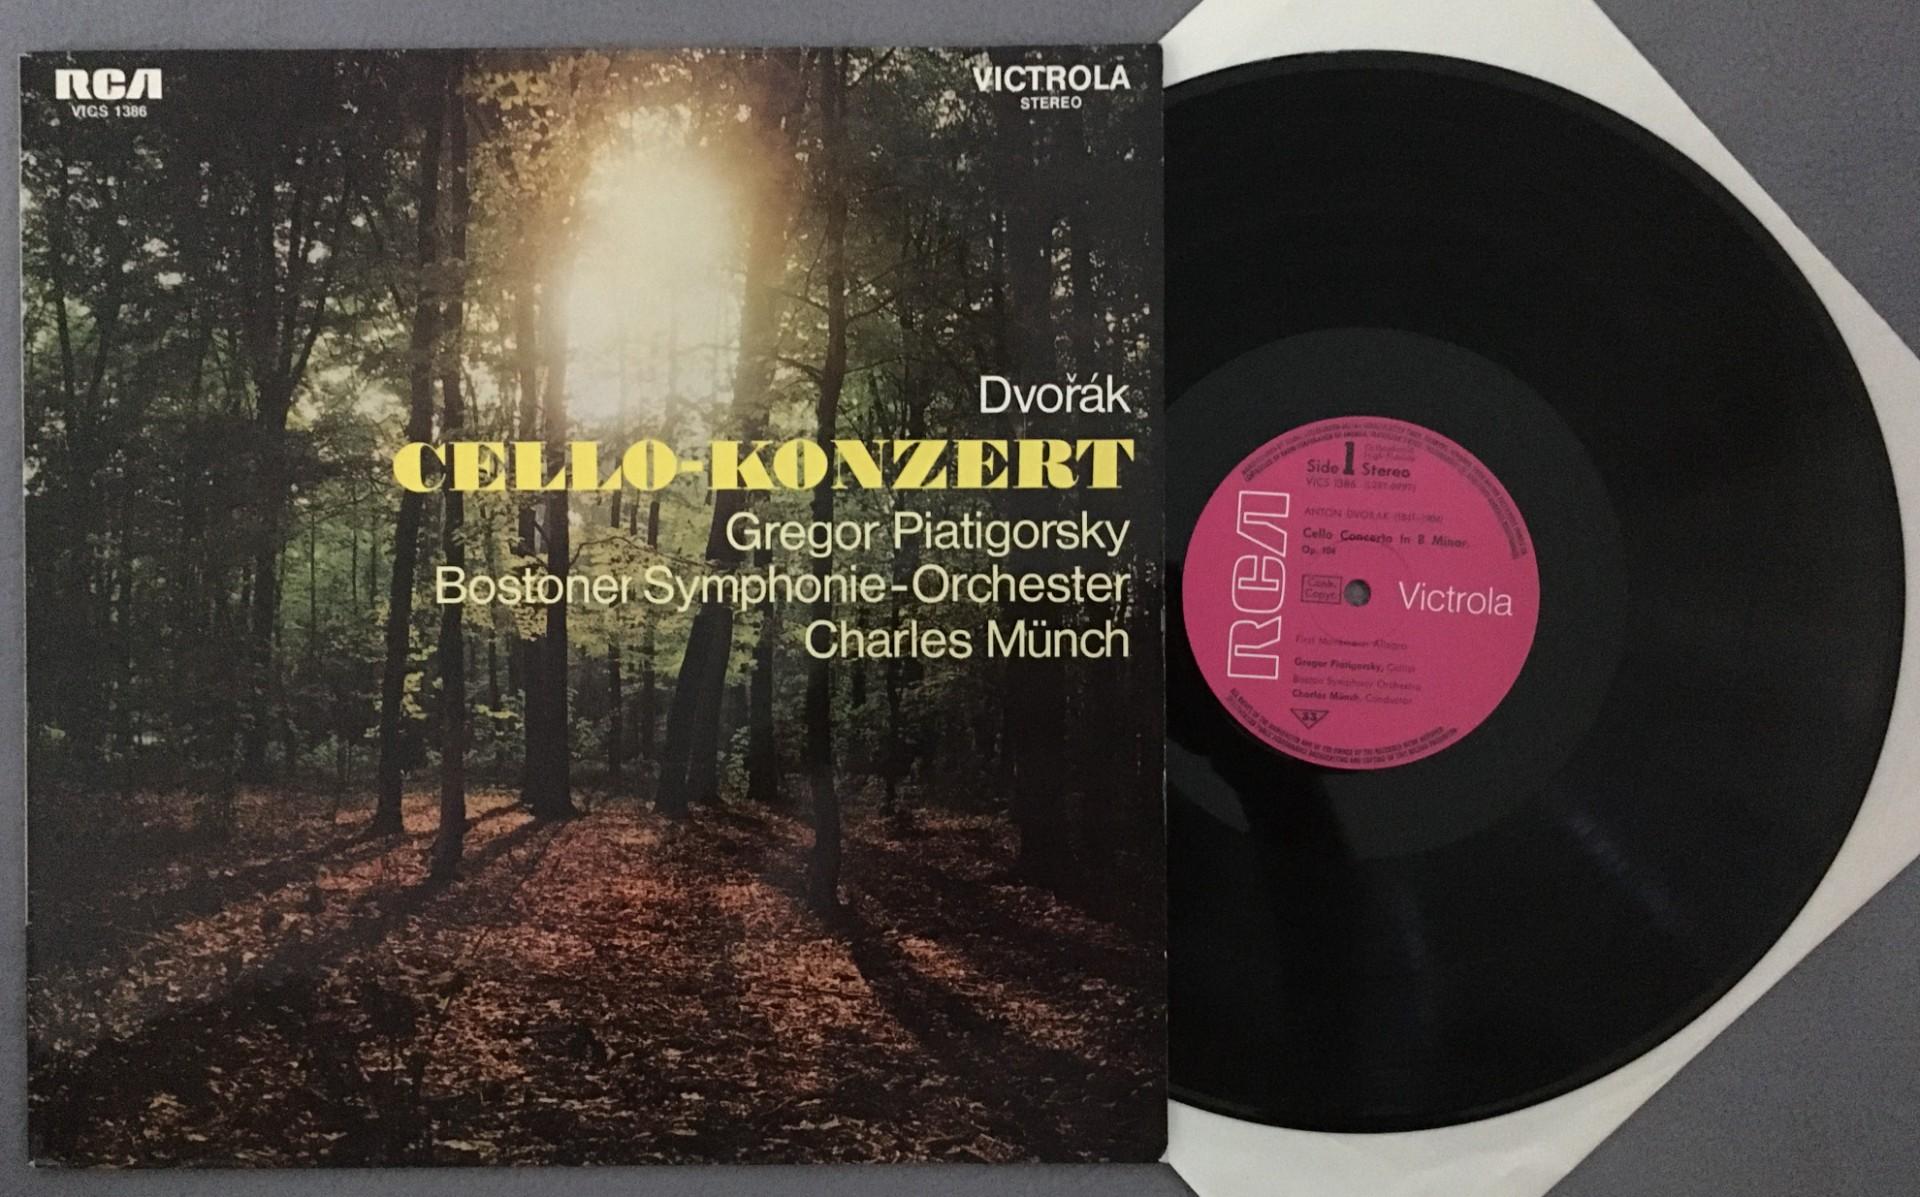 RCA
VICS 1386
VICTROLA
STEREO
Dvořák
CELLO-KONZERT
Gregor Piatigorsky
Bostoner Symphonie-Orchester
Charles Münch
Side 1 Stereo
VICS 1386
ANTON DVORAK (1841-1904)
Cello Concerto in B Minor,
Op. 104
RCA
Victrola
First Movement: Allegro
Gregor Piatigorsky, Cellist
Boston Symphony Orchestra
Charles Münch, Conductor
33